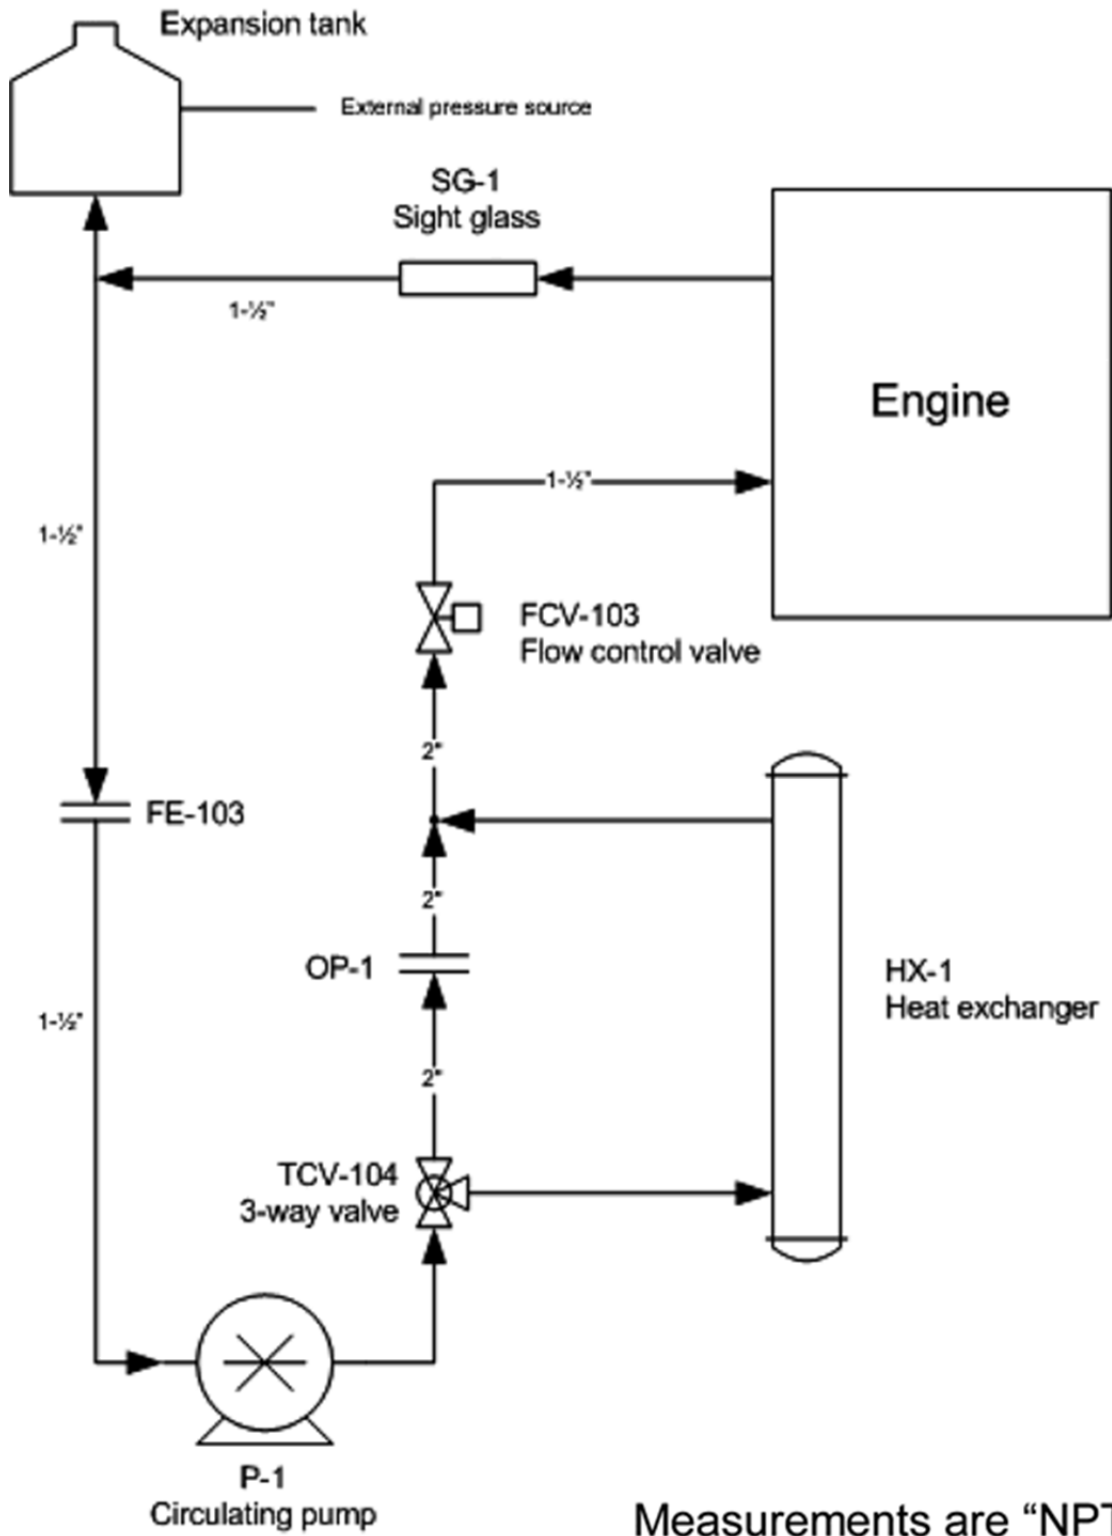 Expansion tank
External pressure source
SG-1
Sight glass
1-½"
Engine
1-½"
1-½"
FCV-103
Flow control valve
2"
FE-103
2"
OP-1
HX-1
Heat exchanger
1-½"
2"
TCV-104
3-way valve
P-1
Circulating pump
Measurements are “NPT